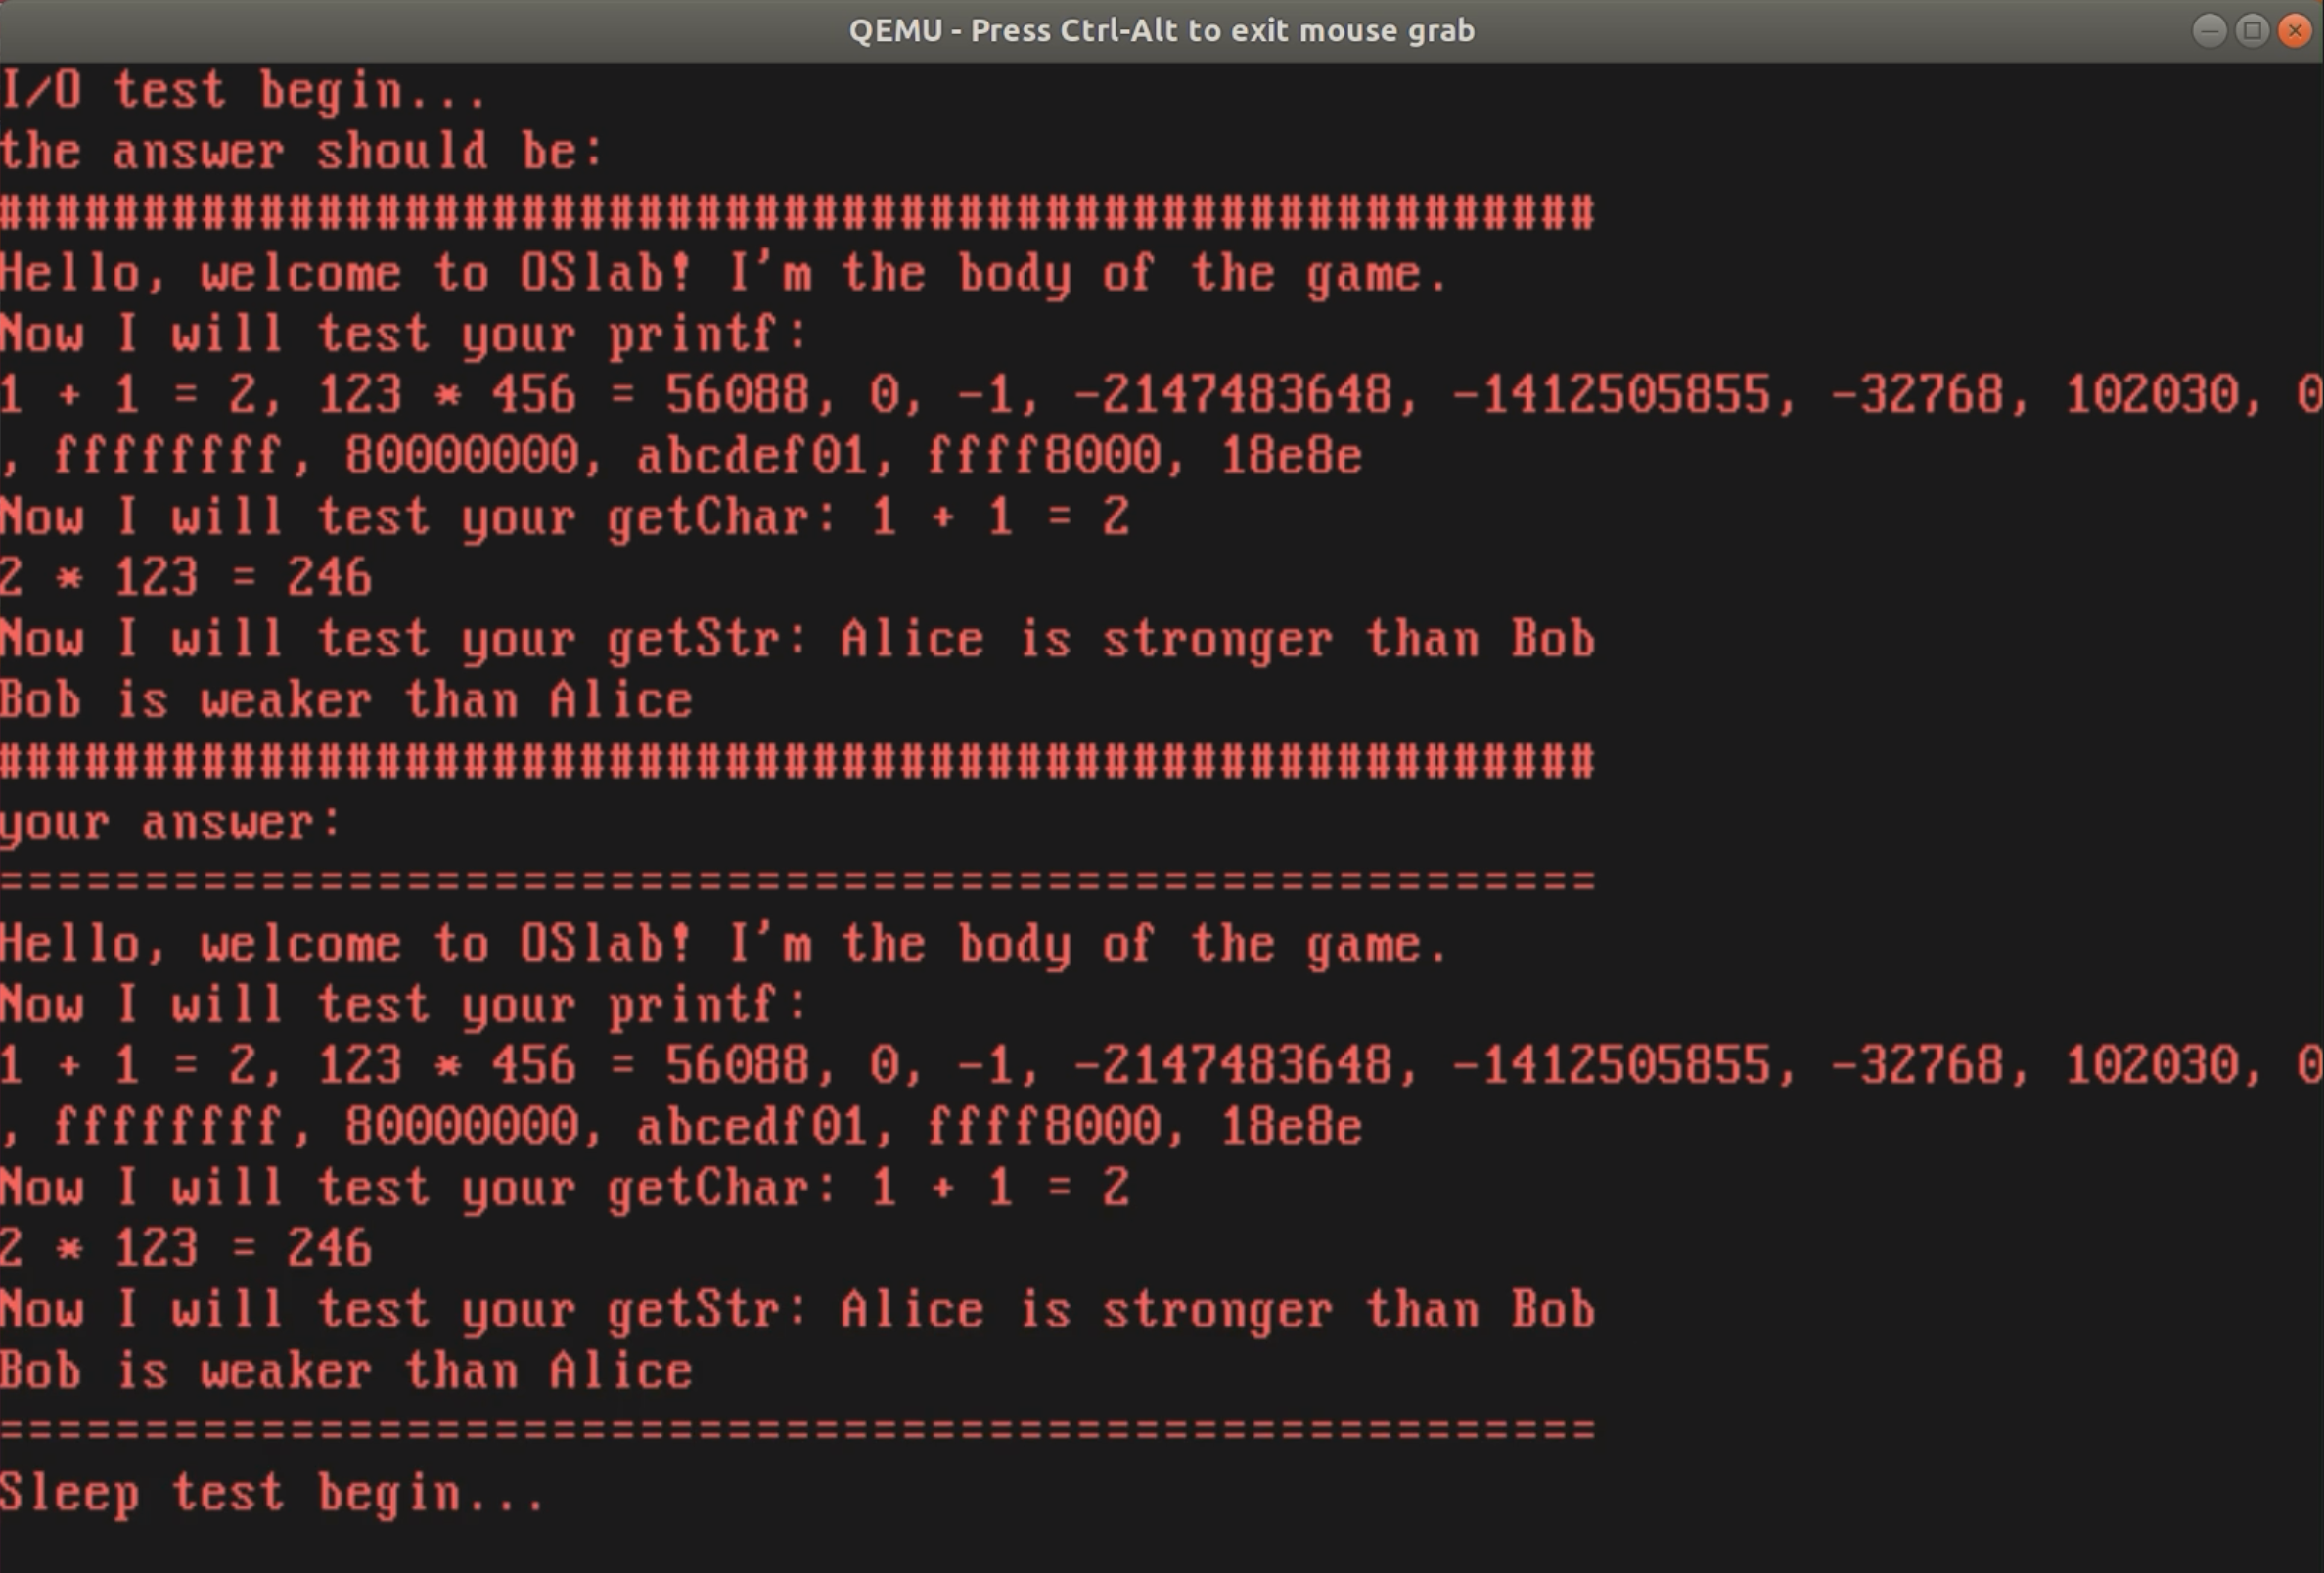 QEMU - Press Ctrl-Alt to exit mouse grab
I/O test begin...
the answer should be:
#######################################################
Hello, welcome to OSlab! I'm the body of the game.
Now I will test your printf:
1 + 1 = 2, 123 * 456 = 56088, 0, -1, -2147483648, -1412505855, -32768, 102030, 0
, ffffffff, 80000000, abcdef01, ffff8000, 18e8e
Now I will test your getChar: 1 + 1 = 2
2 * 123 = 246
Now I will test your getStr: Alice is stronger than Bob
Bob is weaker than Alice
#######################################################
your answer:
=======================================================
Hello, welcome to OSlab! I'm the body of the game.
Now I will test your printf:
1 + 1 = 2, 123 * 456 = 56088, 0, -1, -2147483648, -1412505855, -32768, 102030, 0
, ffffffff, 80000000, abcedf01, ffff8000, 18e8e
Now I will test your getChar: 1 + 1 = 2
2 * 123 = 246
Now I will test your getStr: Alice is stronger than Bob
Bob is weaker than Alice
=======================================================
Sleep test begin...